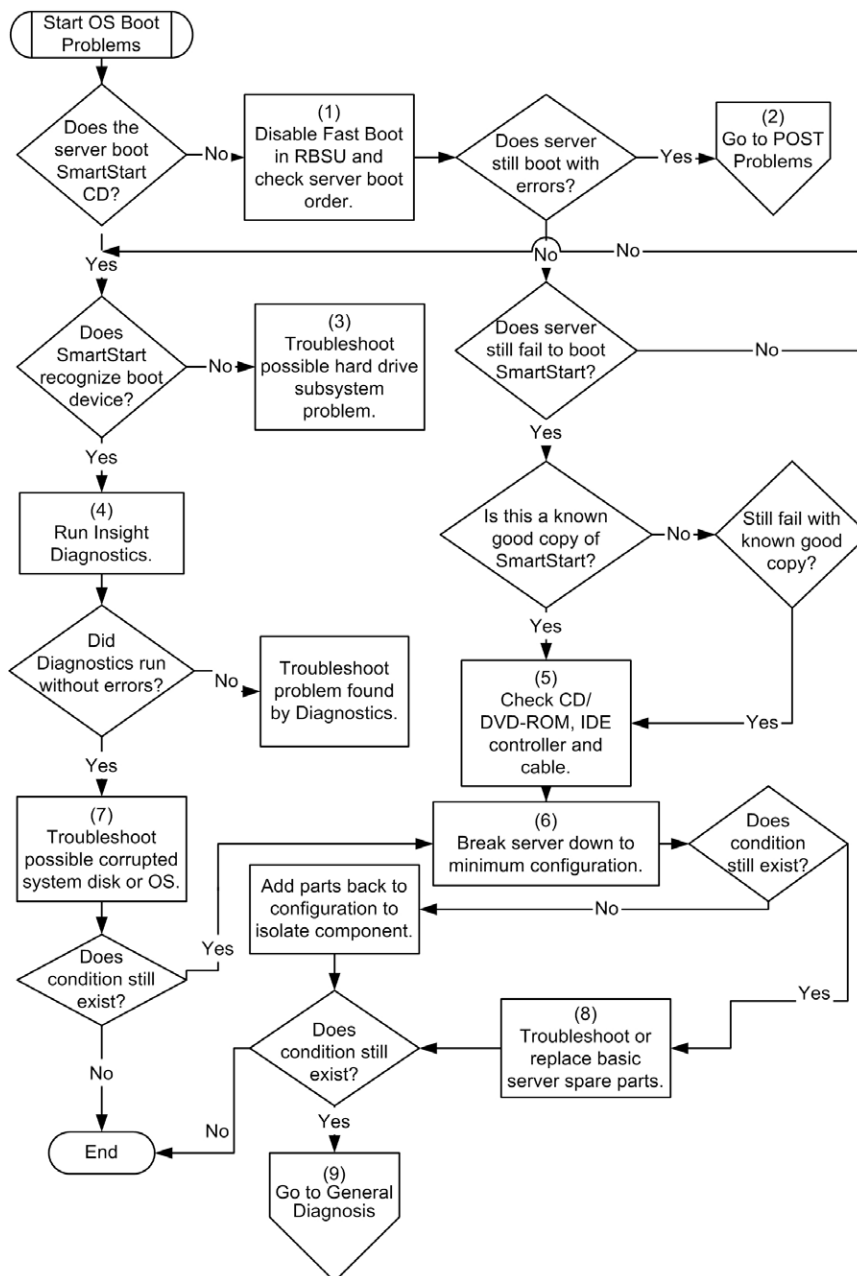 Start OS Boot
Problems
Does the
server boot
SmartStart
CD?
No
(1)
Disable Fast Boot
in RBSU and
check server boot
order.
Does server
still boot with
errors?
Yes
(2)
Go to POST
Problems
Yes
No
No
Does
SmartStart
recognize boot
device?
No
(3)
Troubleshoot
possible hard drive
subsystem
problem.
Does server
still fail to boot
SmartStart?
No
Yes
Yes
(4)
Run Insight
Diagnostics.
Is this a known
good copy of
SmartStart?
No
Still fail with
known good
copy?
Did
Diagnostics run
without errors?
No
Troubleshoot
problem found
by Diagnostics.
Yes
(5)
Check CD/
DVD-ROM, IDE
controller and
cable.
Yes
Yes
(7)
Troubleshoot
possible corrupted
system disk or OS.
(6)
Break server down to
minimum configuration.
Does
condition
still exist?
Add parts back to
configuration to
isolate component.
No
Yes
Does
condition still
exist?
Yes
Does
condition still
exist?
(8)
Troubleshoot or
replace basic
server spare parts.
No
No
Yes
End
(9)
Go to General
Diagnosis